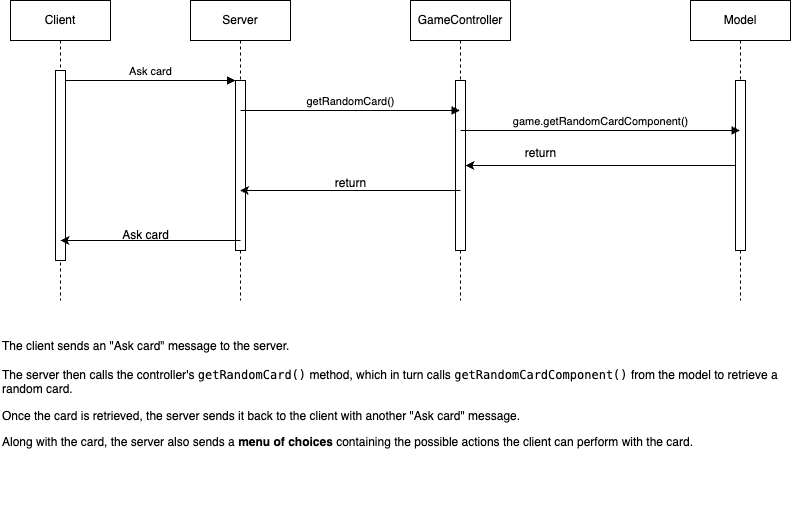 Client
Server
GameController
Model
Ask card
getRandomCard()
game.getRandomCardComponent()
return
return
Ask card
The client sends an "Ask card" message to the server.
The server then calls the controller's getRandomCard() method, which in turn calls getRandomCardComponent() from the model to retrieve a
random card.
Once the card is retrieved, the server sends it back to the client with another "Ask card" message.
Along with the card, the server also sends a menu of choices containing the possible actions the client can perform with the card.